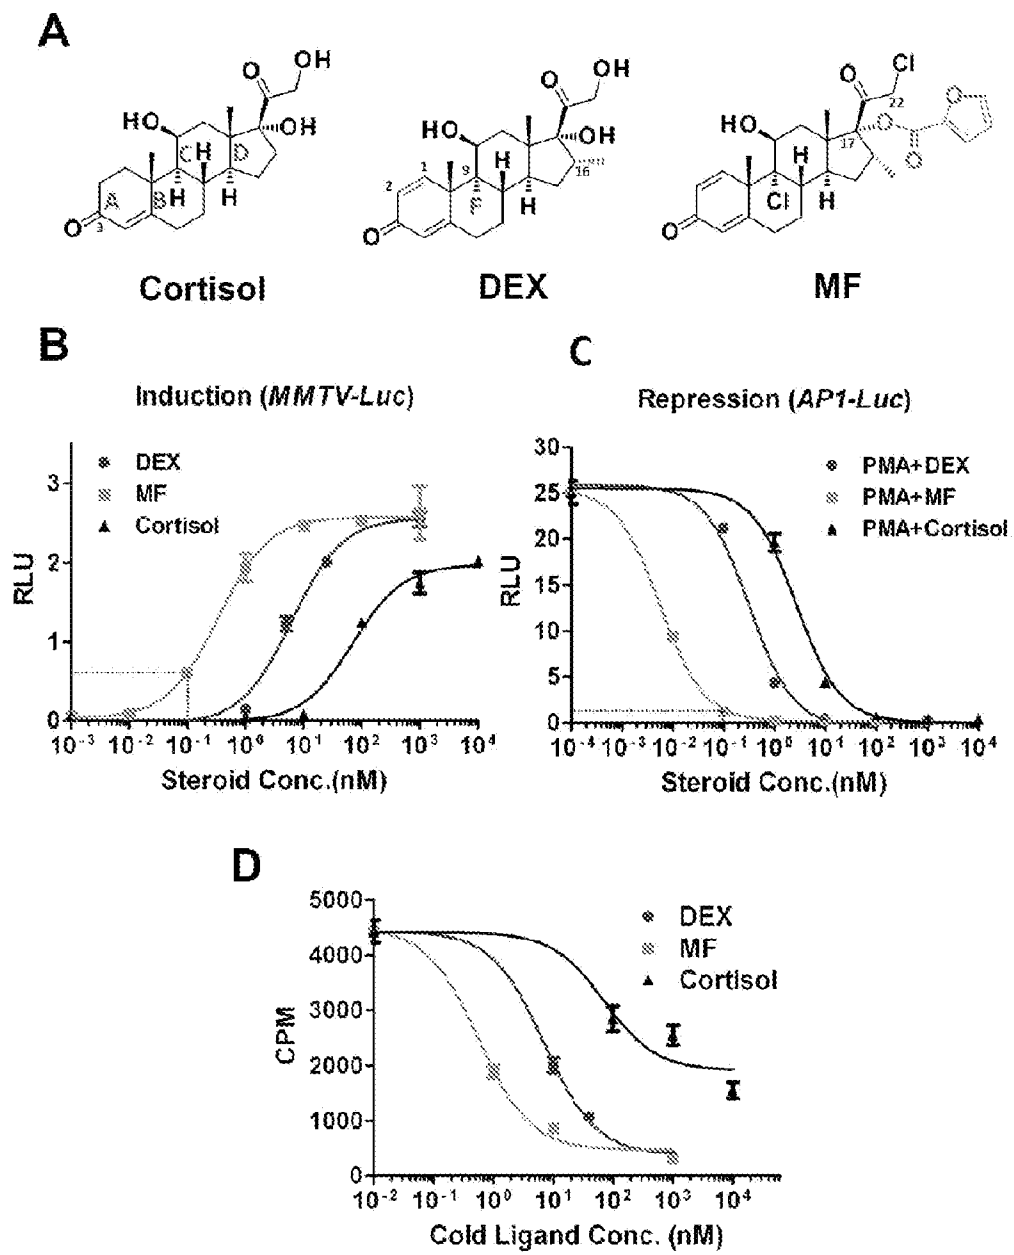 A
OH
O
HO
OH
C
H
D
A
B
H
H
O
3
Cortisol
OH
O
HO
OH
1
2
9
H
16
F
H
O
DEX
Cl
O
22
O
HO
17
O
O
H
Cl
H
O
MF
B
Induction (MMTV-Luc)
DEX
MF
Cortisol
RLU
3
2
1
0
10-3 10-2 10-1 100 101 102 103 104
Steroid Conc.(nM)
C
Repression (AP1-Luc)
PMA+DEX
PMA+MF
PMA+Cortisol
RLU
30
25
20
15
10
5
0
10-4 10-3 10-2 10-1 100 101 102 103 104
Steroid Conc.(nM)
D
DEX
MF
Cortisol
CPM
5000
4000
3000
2000
1000
0
10-2 10-1 100 101 102 103 104
Cold Ligand Conc. (nM)